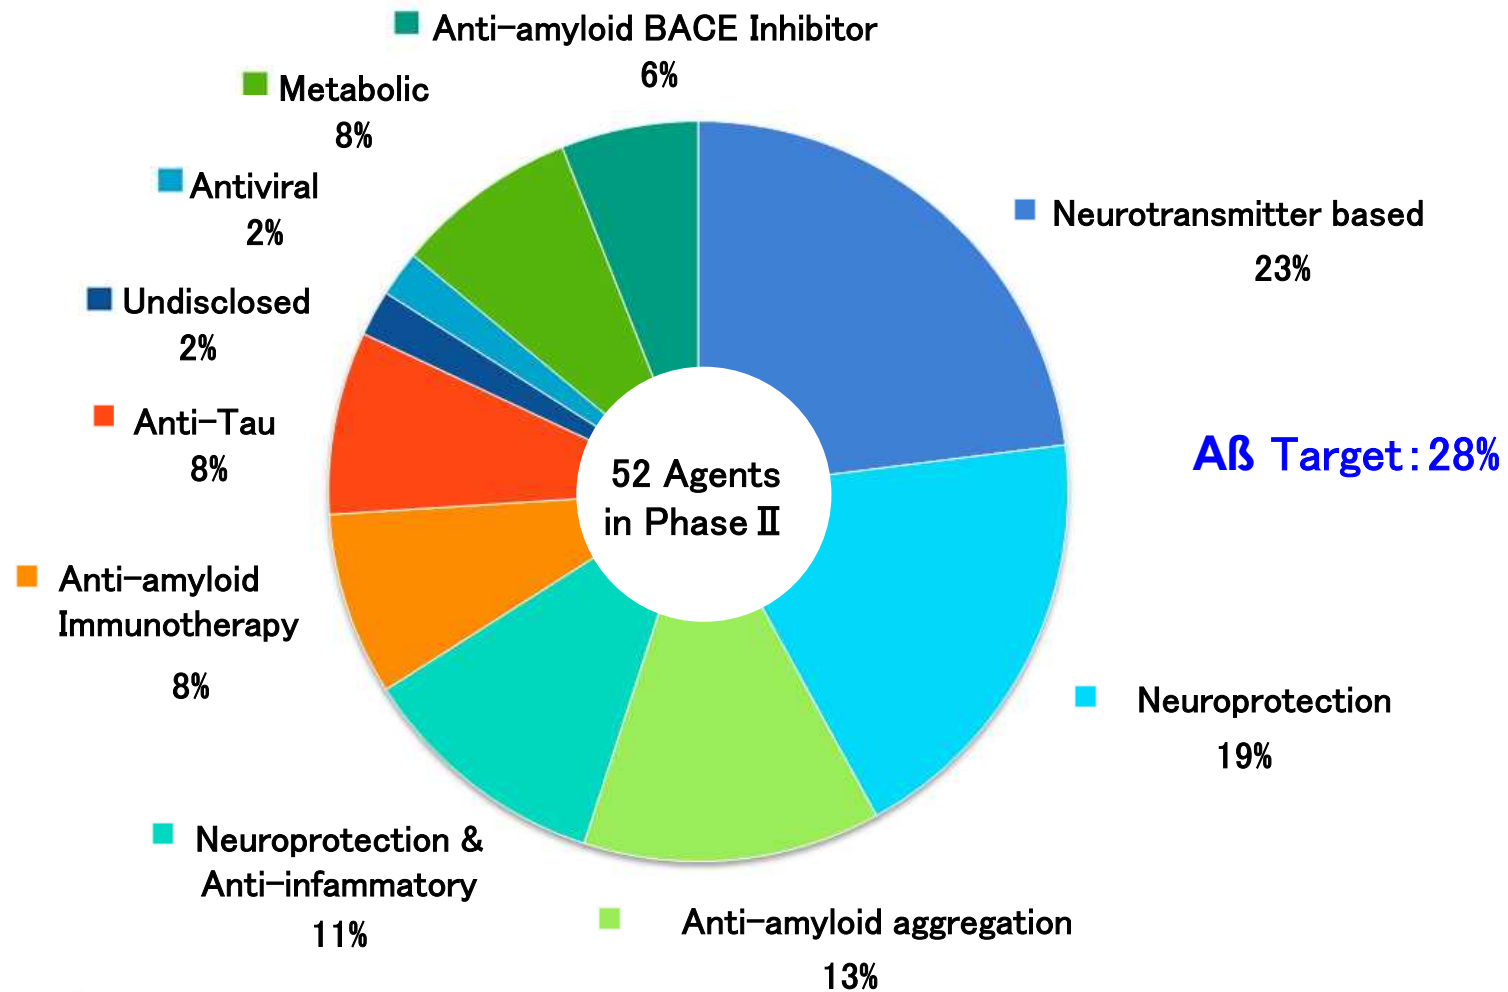 Anti-amyloid BACE Inhibitor
6%
Metabolic
8%
Antiviral
2%
Undisclosed
2%
Anti-Tau
8%
Anti-amyloid
Immunotherapy
8%
Neuroprotection &
Anti-infammatory
11%
Anti-amyloid aggregation
13%
Neuroprotection
19%
Neurotransmitter based
23%
Aß Target:28%
52 Agents
in Phase Ⅱ